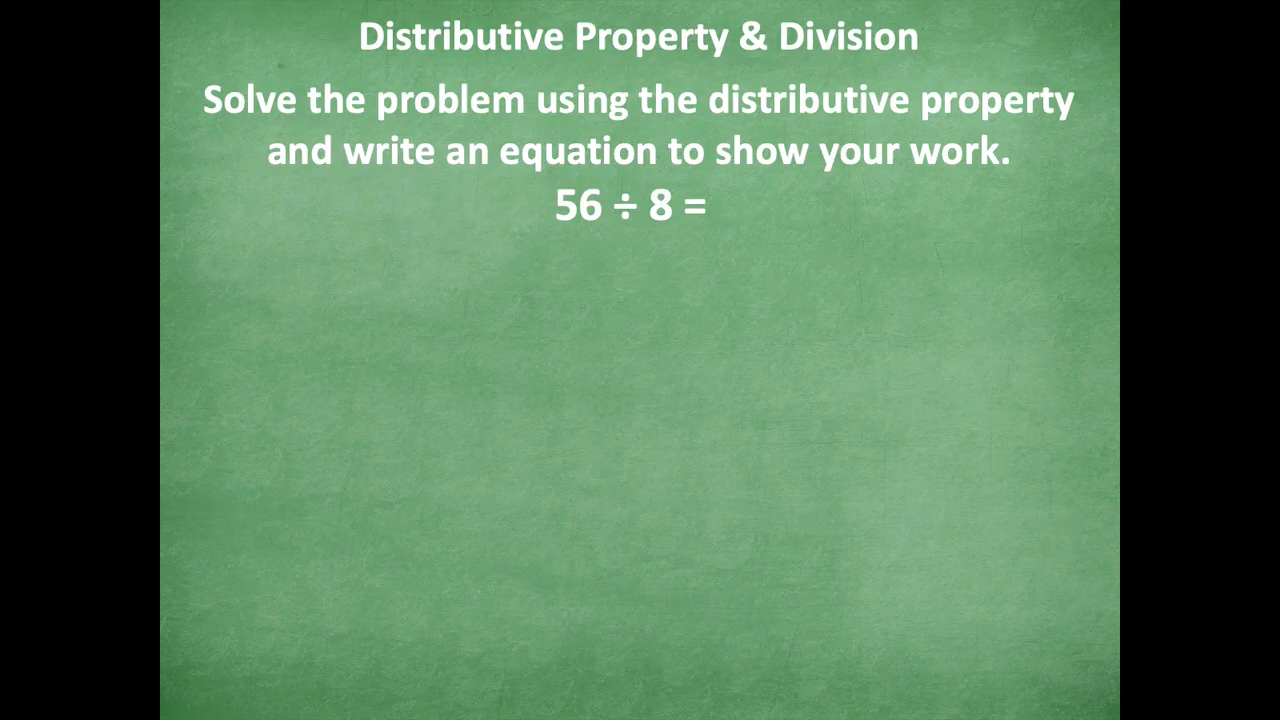 Distributive Property & Division
Solve the problem using the distributive property
and write an equation to show your work.
56 ÷ 8 =